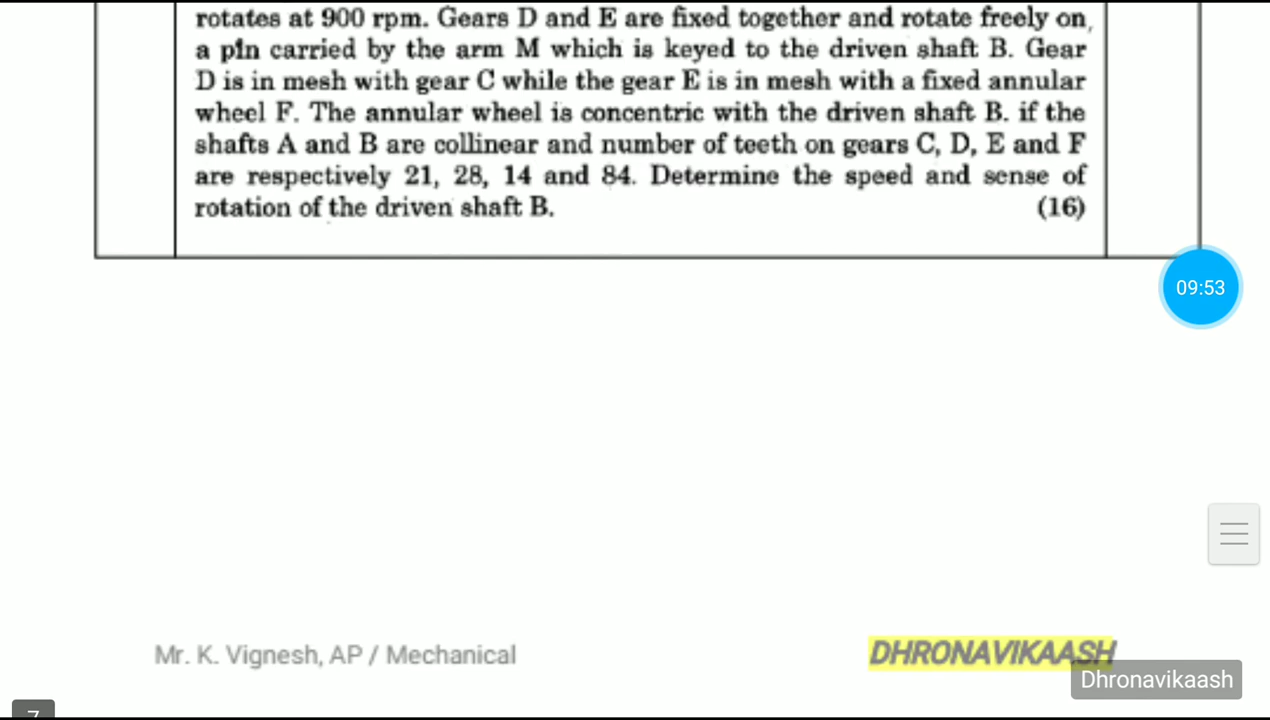 rotates at 900 rpm. Gears D and E are fixed together and rotate freely on
a pin carried by the arm M which is keyed to the driven shaft B. Gear
D is in mesh with gear C while the gear E is in mesh with a fixed annular
wheel F. The annular wheel is concentric with the driven shaft B. if the
shafts A and B are collinear and number of teeth on gears C, D, E and F
are respectively 21, 28, 14 and 84. Determine the speed and sense of
rotation of the driven shaft B. (16)
09:53
Mr. K. Vignesh, AP / Mechanical
DHRONAVIKAASH
Dhronavikaash